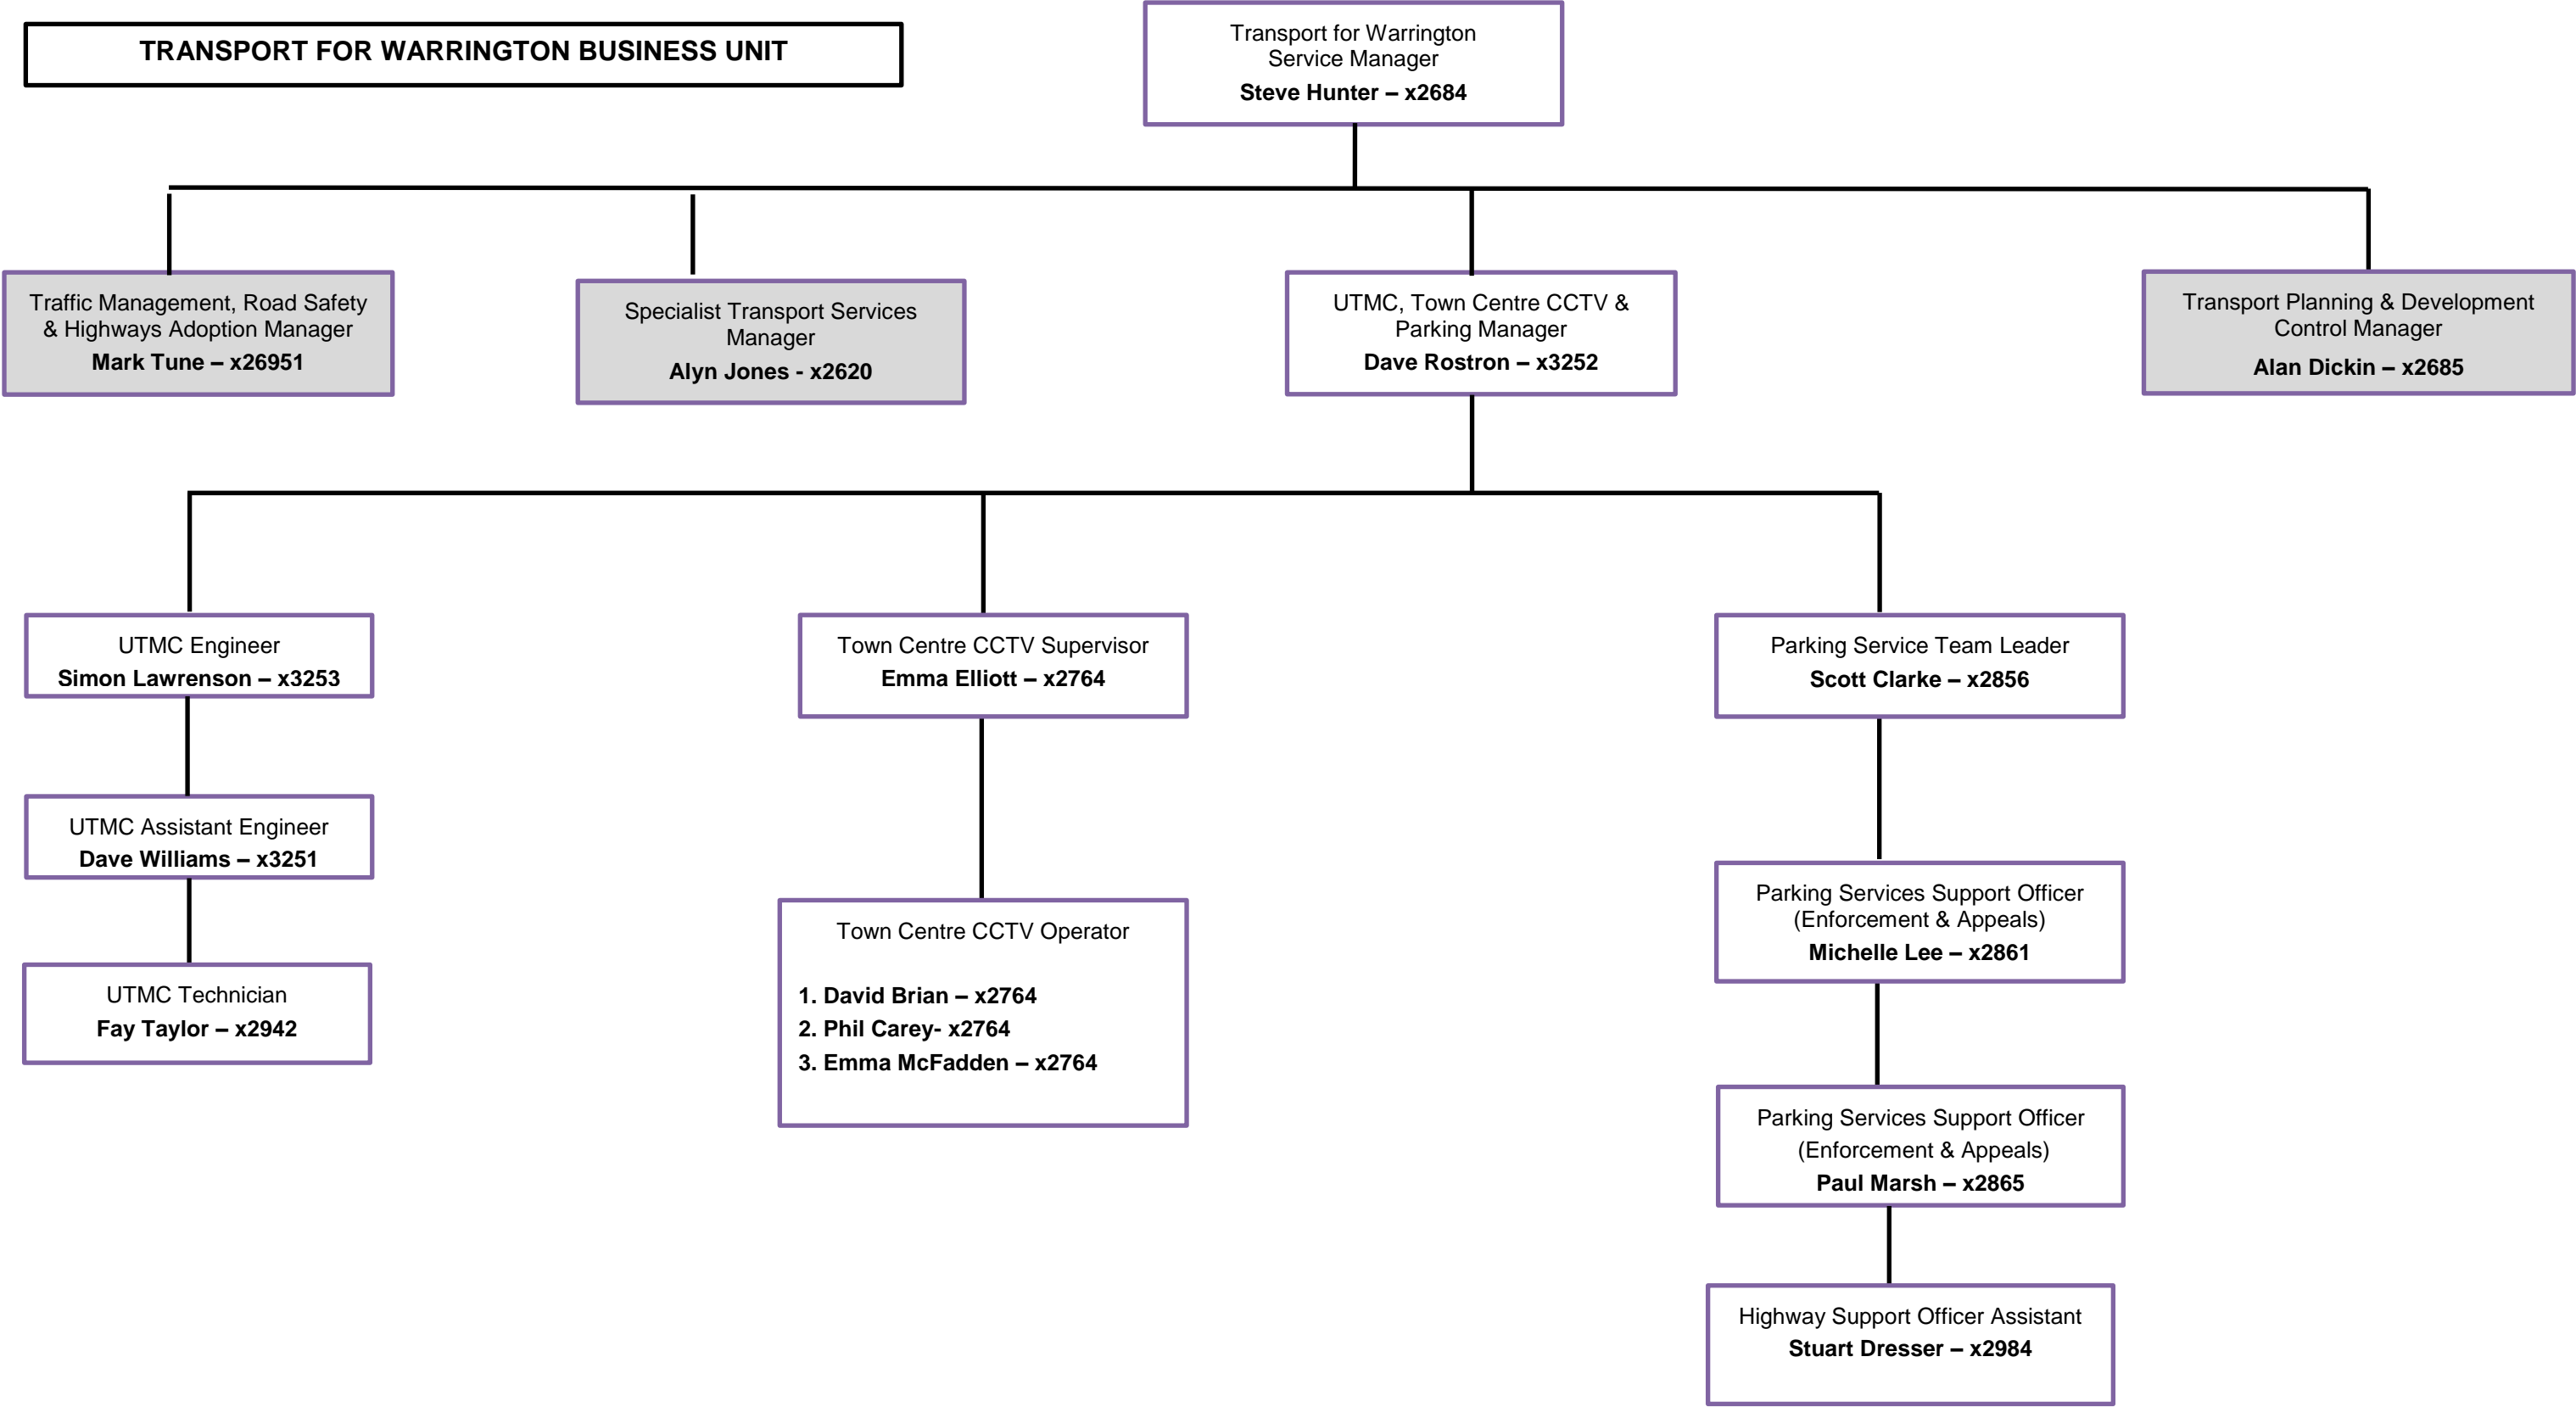 TRANSPORT FOR WARRINGTON BUSINESS UNIT
Transport for Warrington
Service Manager
Steve Hunter – x2684
Traffic Management, Road Safety
& Highways Adoption Manager
Mark Tune – x26951
Specialist Transport Services
Manager
Alyn Jones - x2620
UTMC, Town Centre CCTV &
Parking Manager
Dave Rostron – x3252
Transport Planning & Development
Control Manager
Alan Dickin – x2685
UTMC Engineer
Simon Lawrenson – x3253
Town Centre CCTV Supervisor
Emma Elliott – x2764
Parking Service Team Leader
Scott Clarke – x2856
UTMC Assistant Engineer
Dave Williams – x3251
Town Centre CCTV Operator
1. David Brian – x2764
2. Phil Carey- x2764
3. Emma McFadden – x2764
Parking Services Support Officer
(Enforcement & Appeals)
Michelle Lee – x2861
UTMC Technician
Fay Taylor – x2942
Parking Services Support Officer
(Enforcement & Appeals)
Paul Marsh – x2865
Highway Support Officer Assistant
Stuart Dresser – x2984